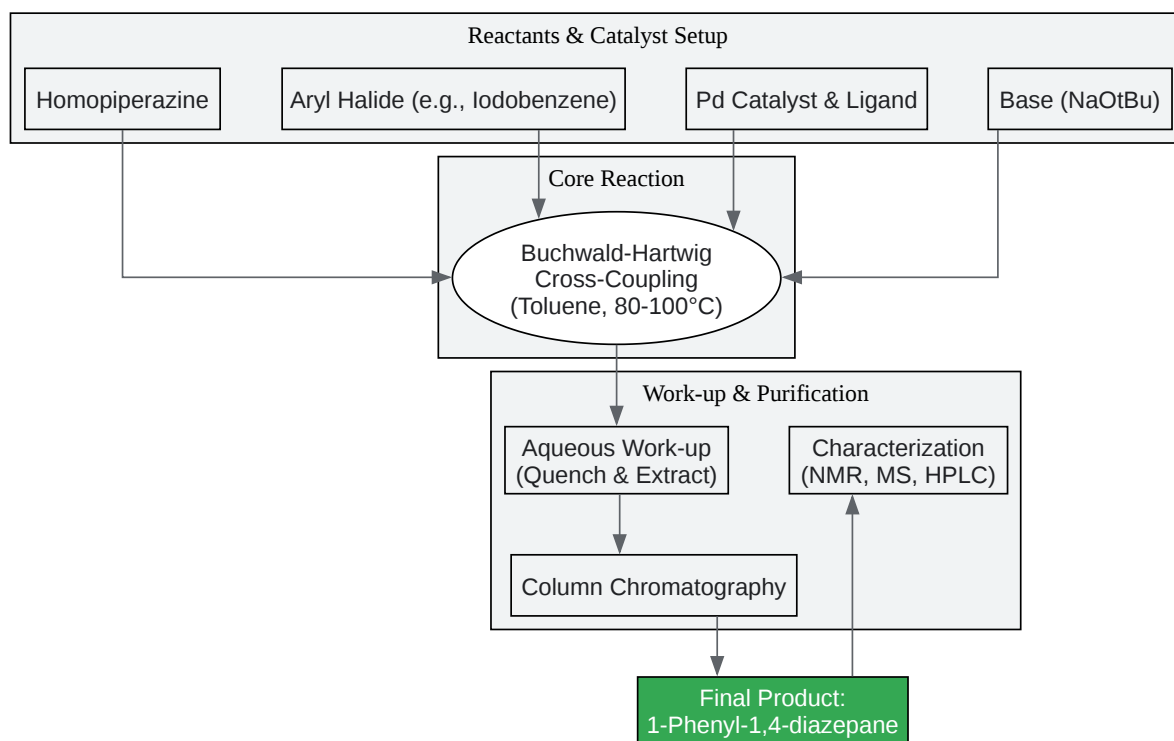 Reactants & Catalyst Setup
Homopiperazine
Aryl Halide (e.g., Iodobenzene)
Pd Catalyst & Ligand
Base (NaOtBu)
Core Reaction
Buchwald-Hartwig
Cross-Coupling
(Toluene, 80-100°C)
Work-up & Purification
Aqueous Work-up
(Quench & Extract)
Characterization
(NMR, MS, HPLC)
Column Chromatography
Final Product:
1-Phenyl-1,4-diazepane